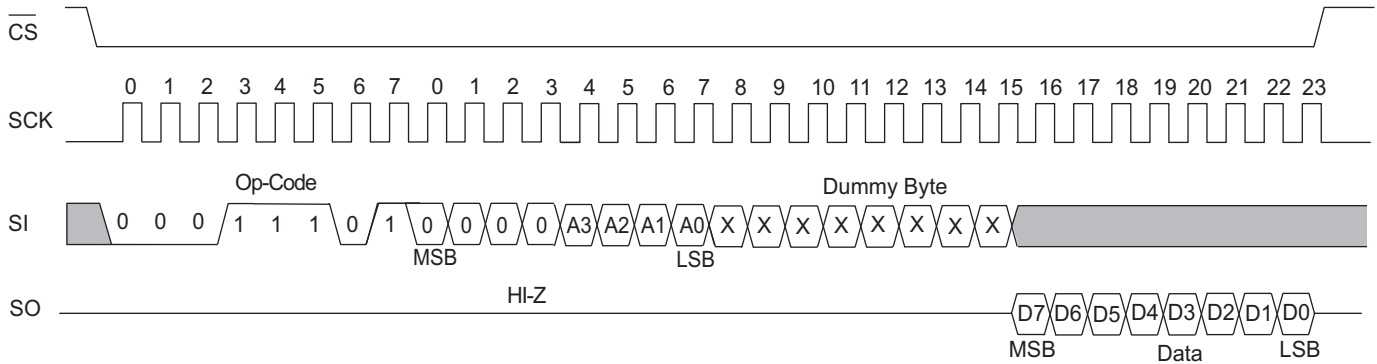 CS
0 1 2 3 4 5 6 7 0 1 2 3 4 5 6 7 8 9 10 11 12 13 14 15 16 17 18 19 20 21 22 23
SCK
Op-Code Dummy Byte
SI 0 0 0 1 1 1 0 1 0 0 0 0 A3 A2 A1 A0 X X X X X X X X
MSB LSB
HI-Z
SO D7 D6 D5 D4 D3 D2 D1 D0
MSB Data LSB